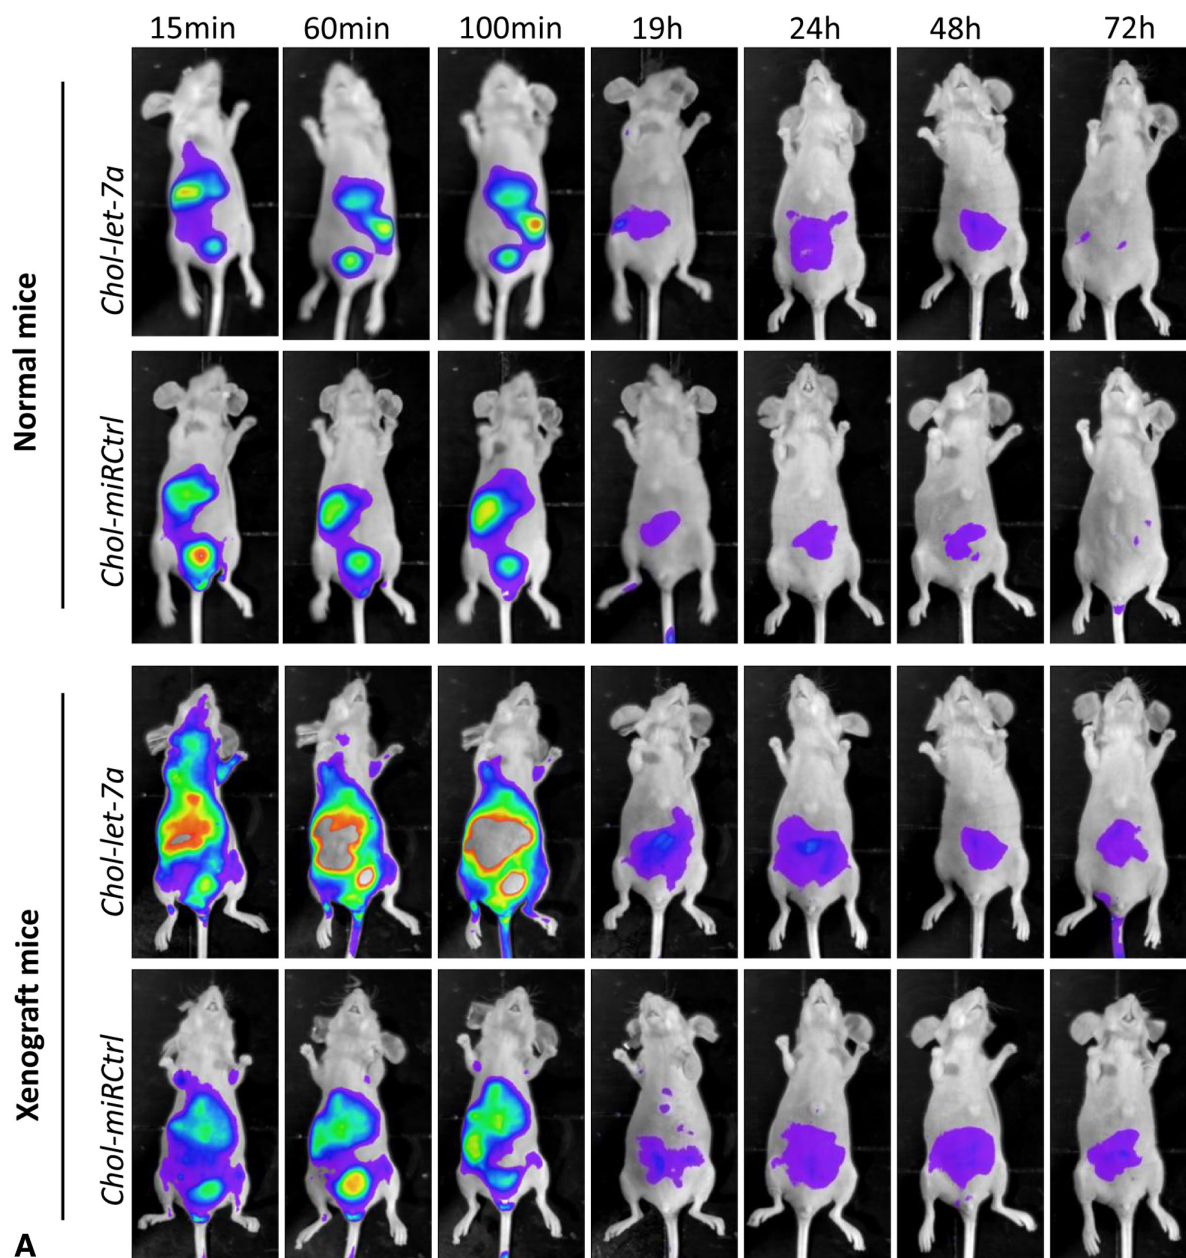 15min 60min 100min 19h 24h 48h 72h
Normal mice
Chol-let-7a
Chol-miRCtrl
Xenograft mice
Chol-let-7a
Chol-miRCtrl
A